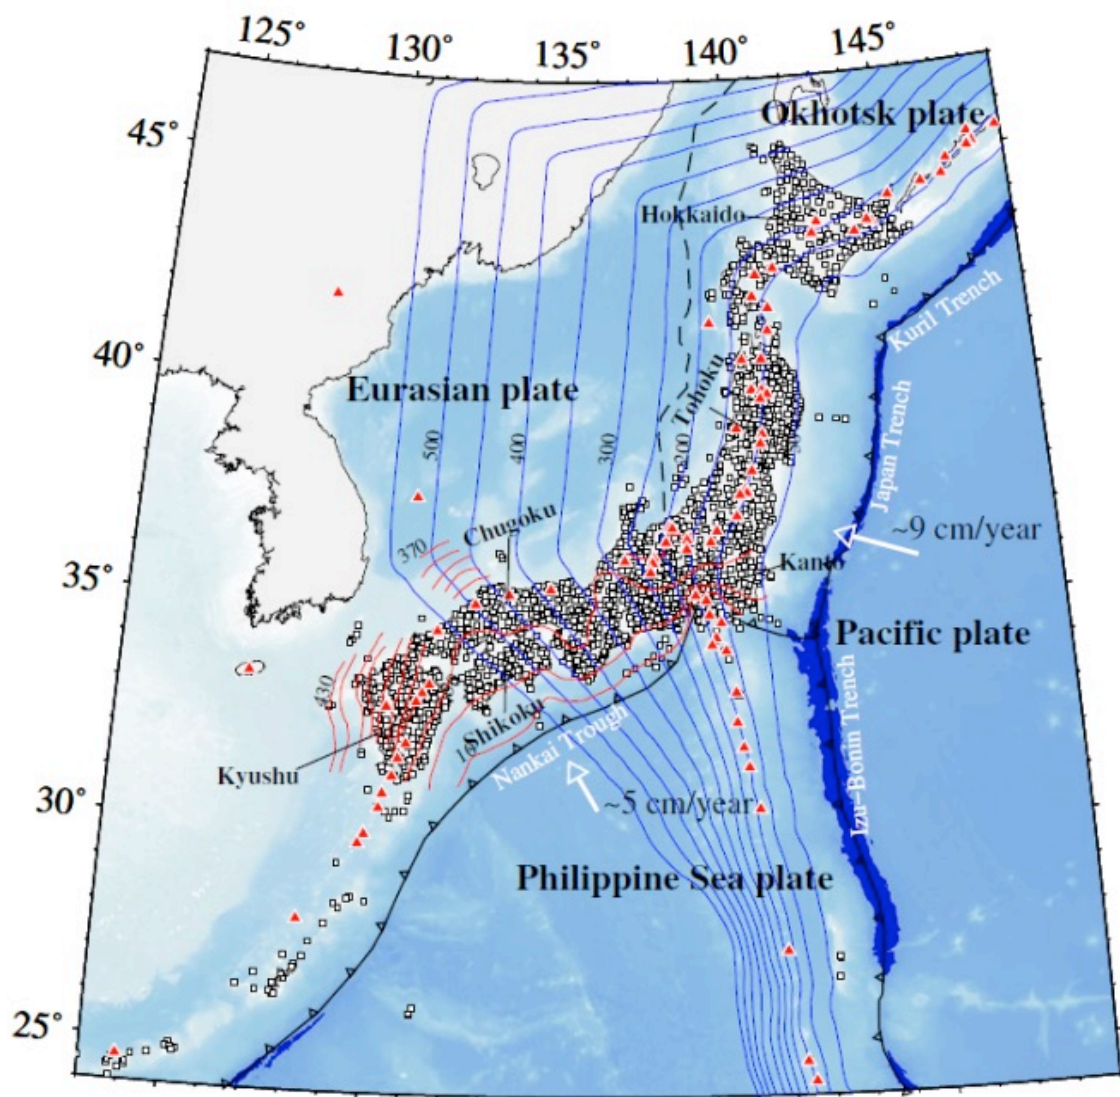 125°
130°
135°
140°
145°
45°
40°
35°
30°
25°
Okhotsk plate
Hokkaido
Kuril Trench
Eurasian plate
Tohoku
Japan Trench
500
400
300
200
50
Chugoku
370
~9 cm/year
Kanto
Pacific plate
430
Shikoku
10
Nankai Trough
Izu-Bonin Trench
Kyushu
~5 cm/year
Philippine Sea plate